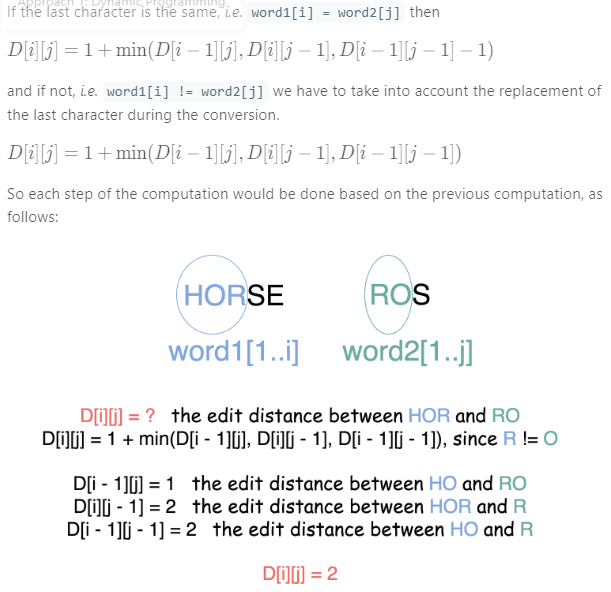 Approach 1: Dynamic Programming
If the last character is the same, i.e. word1[i] = word2[j] then
D[i][j] = 1 + min(D[i − 1][j], D[i][j − 1], D[i − 1][j − 1] − 1)
and if not, i.e. word1[i] != word2[j] we have to take into account the replacement of
the last character during the conversion.
D[i][j] = 1 + min(D[i − 1][j], D[i][j − 1], D[i − 1][j − 1])
So each step of the computation would be done based on the previous computation, as
follows:
HORSE ROS
word1[1..i] word2[1..j]
D[i][j] = ? the edit distance between HOR and RO
D[i][j] = 1 + min(D[i - 1][j], D[i][j - 1], D[i - 1][j - 1]), since R != O
D[i - 1][j] = 1 the edit distance between HO and RO
D[i][j - 1] = 2 the edit distance between HOR and R
D[i - 1][j - 1] = 2 the edit distance between HO and R
D[i][j] = 2